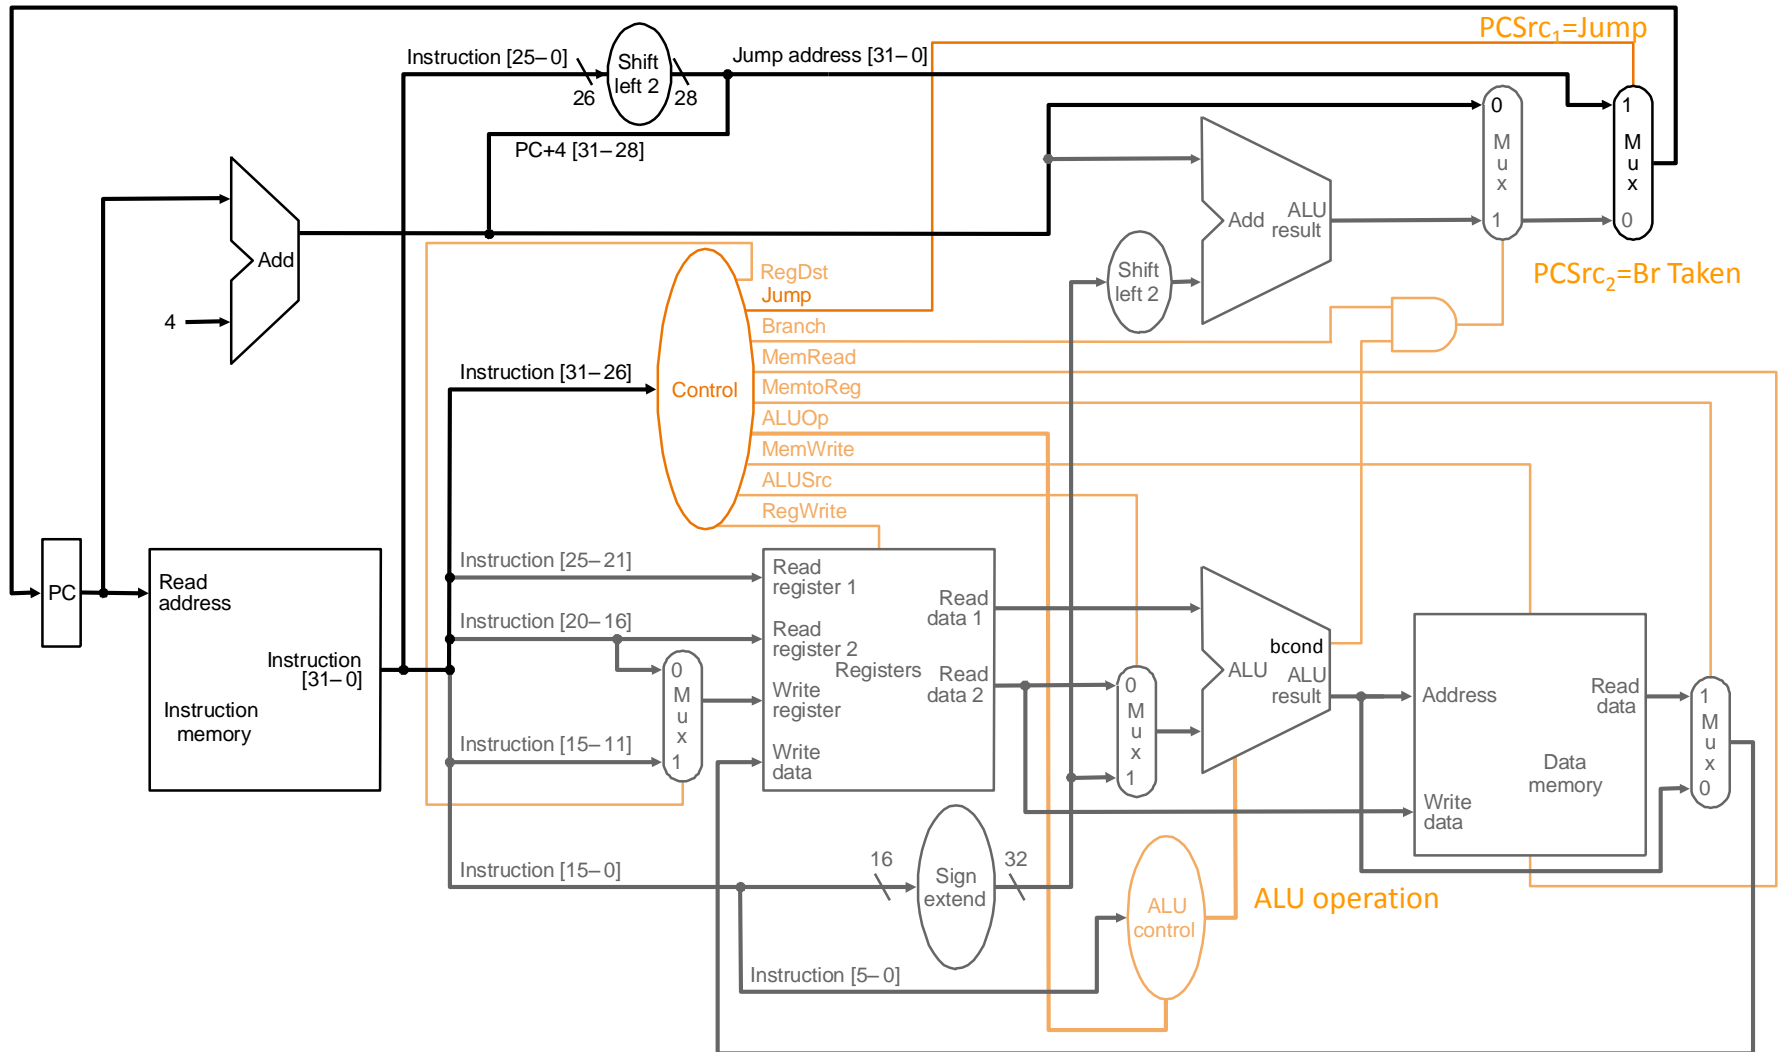 PCSrc1=Jump
Instruction [25–0]
Shift
left 2
Jump address [31–0]
26
28
PC+4 [31–28]
0
M
u
x
1
1
M
u
x
0
Add
ALU
result
Add
4
Shift
left 2
PCSrc2=Br Taken
RegDst
Jump
Branch
MemRead
MemtoReg
ALUOp
MemWrite
ALUSrc
RegWrite
Instruction [31–26]
Control
PC
Read
address
Instruction
[31–0]
Instruction
memory
Instruction [25–21]
Instruction [20–16]
Instruction [15–11]
Instruction [15–0]
Instruction [5–0]
0
M
u
x
1
Read
register 1
Read
register 2
Write
register
Write
data
Registers
Read
data 1
Read
data 2
0
M
u
x
1
bcond
ALU
ALU
result
Address
Write
data
Read
data
Data
memory
1
M
u
x
0
16
Sign
extend
32
ALU
control
ALU operation